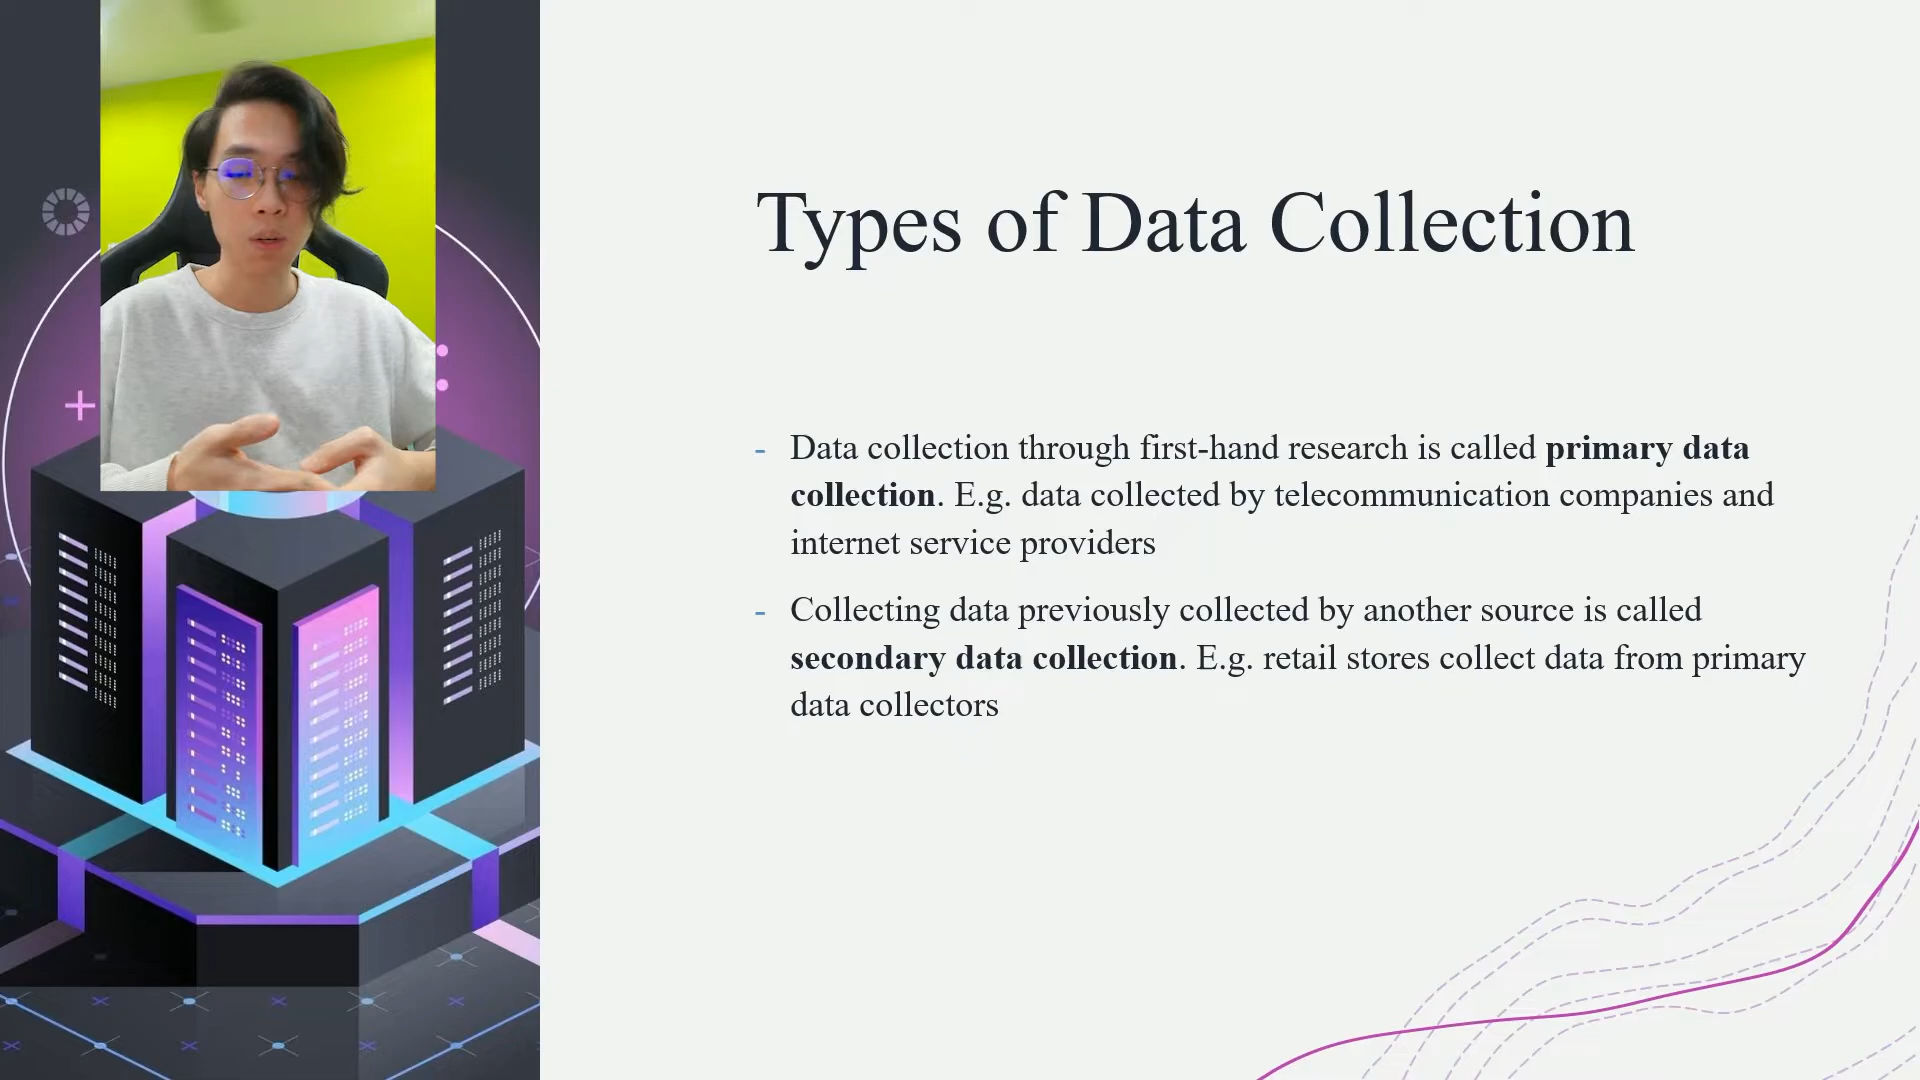 Types of Data Collection
- Data collection through first-hand research is called primary data
collection. E.g. data collected by telecommunication companies and
internet service providers
- Collecting data previously collected by another source is called
secondary data collection. E.g. retail stores collect data from primary
data collectors